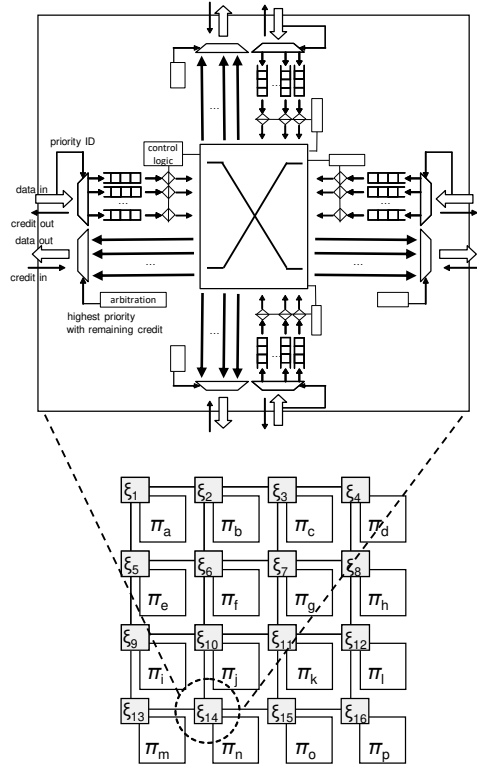 ...
...
priority ID
control
logic
data in
...
...
credit out
data out
...
...
credit in
arbitration
highest priority
with remaining credit
...
...
ξ1 ξ2 ξ3 ξ4
πa πb πc πd
ξ5 ξ6 ξ7 ξ8
πe πf πg πh
ξ9 ξ10 ξ11 ξ12
πi πj πk πl
ξ13 ξ14 ξ15 ξ16
πm πn πo πp